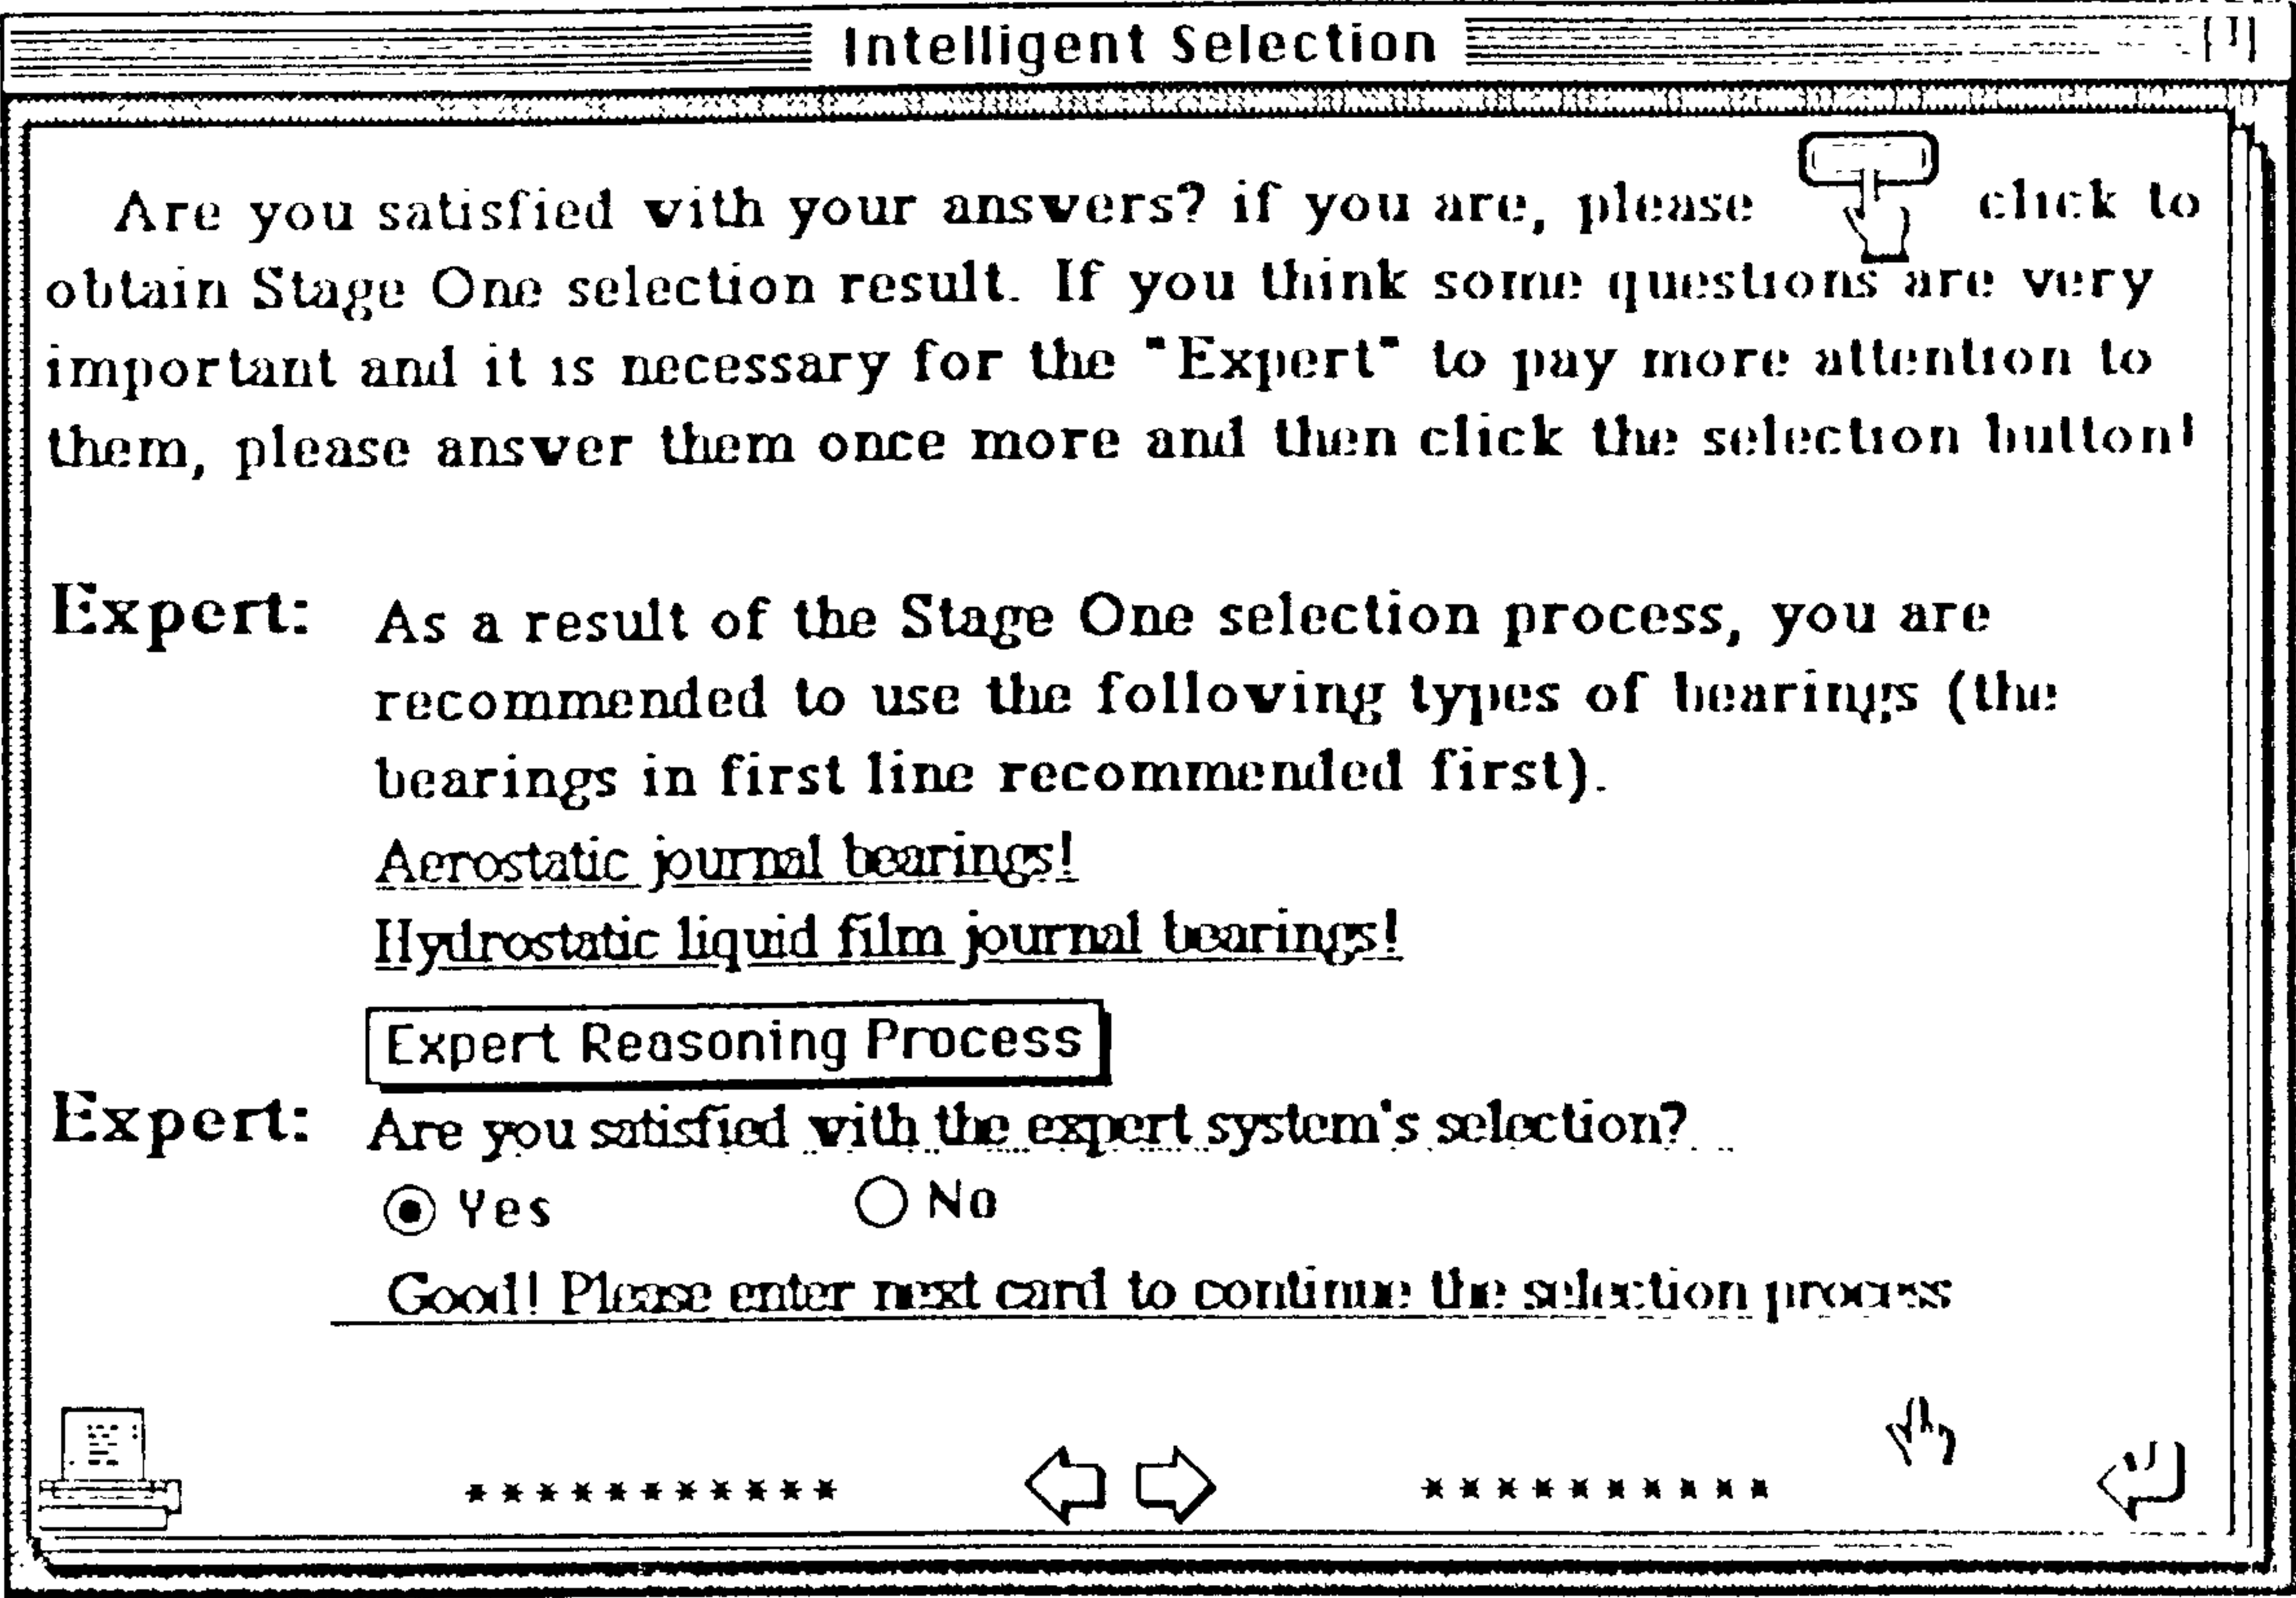 Intelligent Selection
Are you satisfied with your answers? if you are, please click to
obtain Stage One selection result. If you think some questions are very
important and it is necessary for the "Expert" to pay more attention to
them, please answer them once more and then click the selection button!
Expert: As a result of the Stage One selection process, you are
recommended to use the following types of bearings (the
bearings in first line recommended first).
Aerostatic journal bearings!
Hydrostatic liquid film journal bearings!
Expert Reasoning Process
Expert: Are you satisfied with the expert system's selection?
Yes No
Good! Please enter next card to continue the selection process
*********** **********